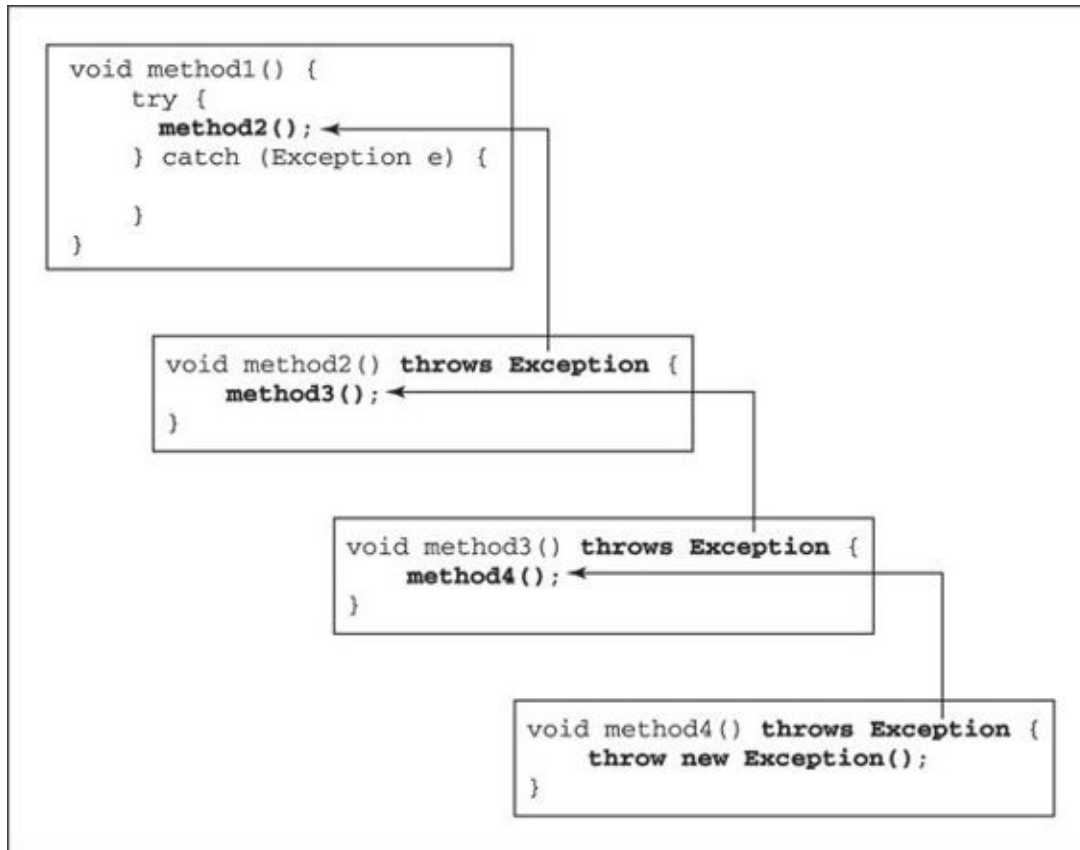 void method1() {
try {
method2();
} catch (Exception e) {
}
}
void method2() throws Exception {
method3();
}
void method3() throws Exception {
method4();
}
void method4() throws Exception {
throw new Exception();
}